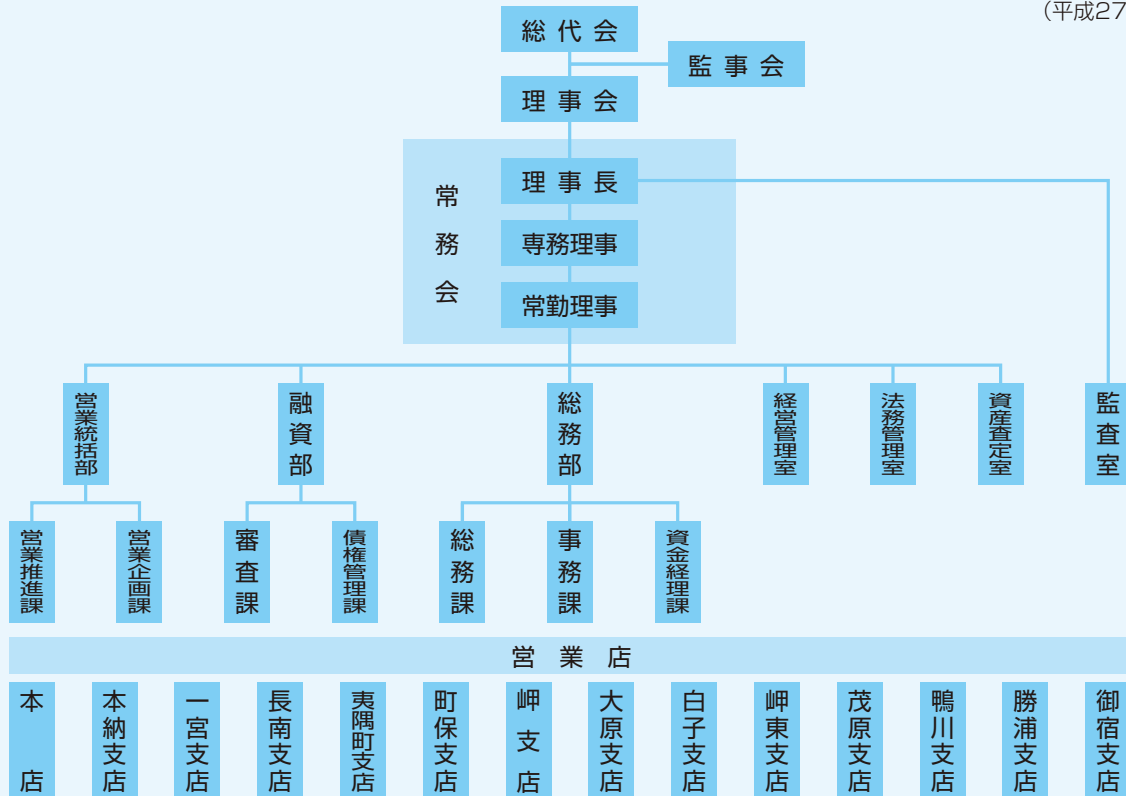 （平成27
総代会
監事会
理事会
常務会
理事長
専務理事
常勤理事
営業統括部
融資部
総務部
経営管理室
法務管理室
資産査定室
監査室
営業推進課
営業企画課
審査課
債権管理課
総務課
事務課
資金経理課
営業店
本店
本納支店
一宮支店
長南支店
夷隅町支店
町保支店
岬支店
大原支店
白子支店
岬東支店
茂原支店
鴨川支店
勝浦支店
御宿支店